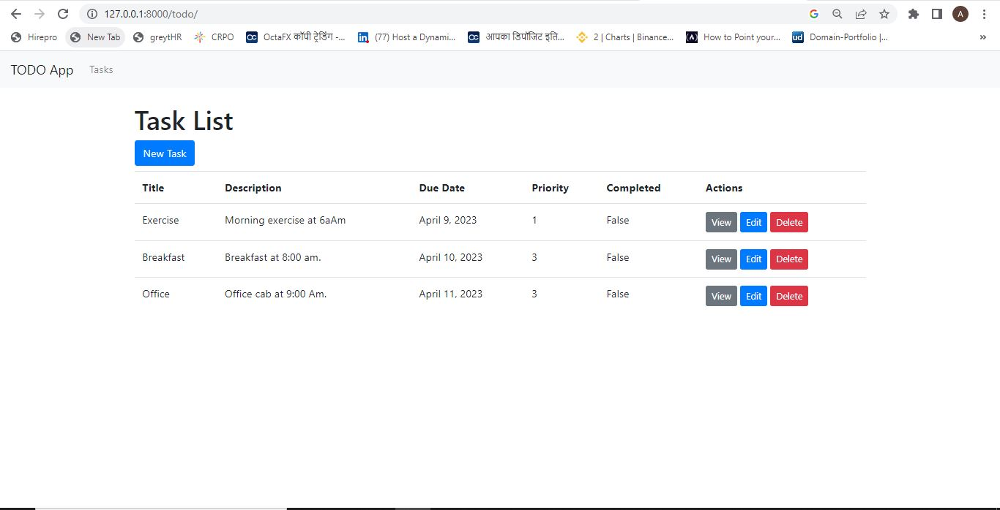 127.0.0.1:8000/todo/ A
Hirepro New Tab greytHR CRPO OctaFX कॉपी ट्रेडिंग -... (77) Host a Dynami... आपका डिपॉजिट इति... 2 | Charts | Binance... How to Point your... Domain-Portfolio |... »
TODO App Tasks
Task List
New Task
Title Description Due Date Priority Completed Actions
Exercise Morning exercise at 6aAm April 9, 2023 1 False View Edit Delete
Breakfast Breakfast at 8:00 am. April 10, 2023 3 False View Edit Delete
Office Office cab at 9:00 Am. April 11, 2023 3 False View Edit Delete